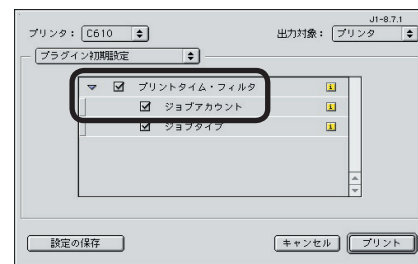 J1-8.7.1
プリンタ： C610 出力対象： プリンタ
プラグイン初期設定
プリントタイム・フィルタ
ジョブアカウント
ジョブタイプ
設定の保存 キャンセル プリント